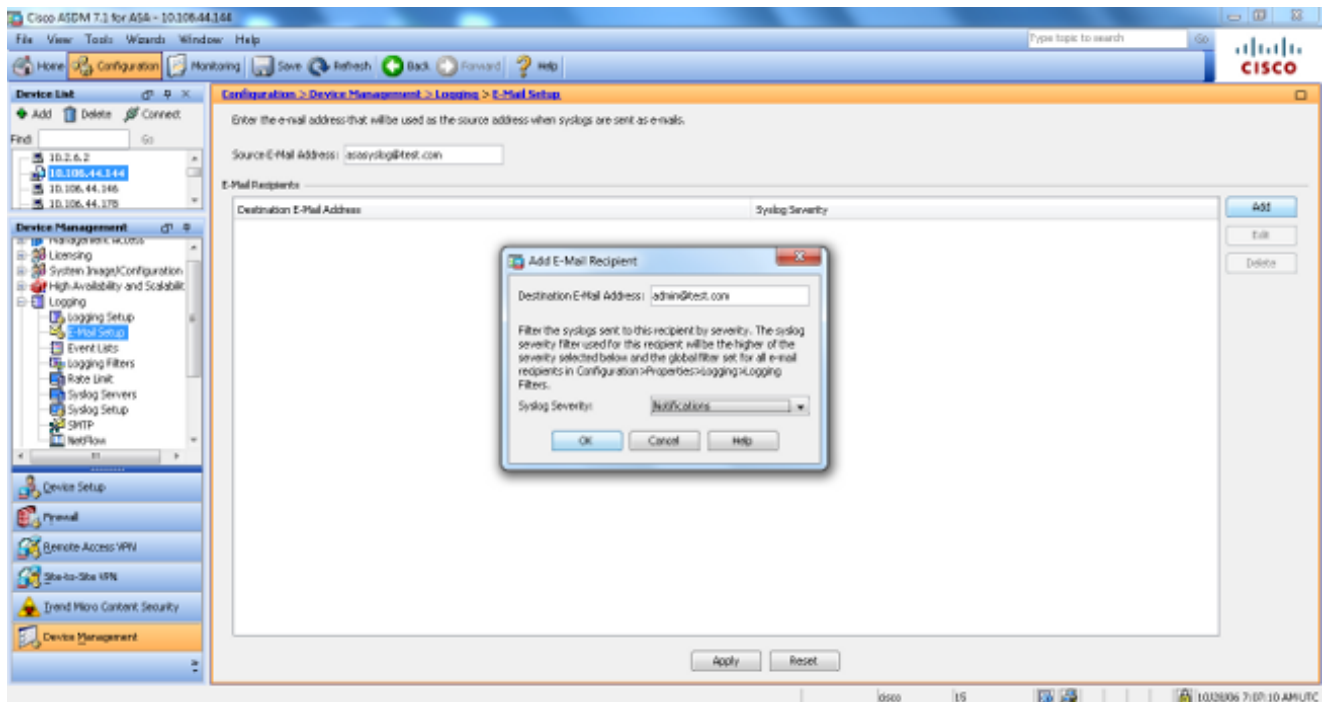 Cisco ASDM 7.1 for ASA - 10.106.44.144
File View Tools Wizards Window Help
Type topic to search
Go
Home Configuration Monitoring Save Refresh Back Forward Help
CISCO
Device List
Add Delete Connect
Find: Go
10.2.6.2
10.106.44.144
10.106.44.146
10.106.44.178
Device Management
Management Access
Licensing
System Image/Configuration
High Availability and Scalabilit
Logging
Logging Setup
E-Mail Setup
Event Lists
Logging Filters
Rate Limit
Syslog Servers
Syslog Setup
SMTP
NetFlow
Device Setup
Firewall
Remote Access VPN
Site-to-Site VPN
Trend Micro Content Security
Device Management
Configuration > Device Management > Logging > E-Mail Setup
Enter the e-mail address that will be used as the source address when syslogs are sent as e-mails.
Source E-Mail Address: asasyslog@test.com
E-Mail Recipients
Destination E-Mail Address Syslog Severity
Add
Edit
Delete
Add E-Mail Recipient
Destination E-Mail Address: admin@test.com
Filter the syslogs sent to this recipient by severity. The syslog
severity filter used for this recipient will be the higher of the
severity selected below and the global filter set for all e-mail
recipients in Configuration>Properties>Logging>Logging
Filters.
Syslog Severity: Notifications
OK Cancel Help
Apply Reset
cisco 15 10/28/06 7:07:10 AM UTC